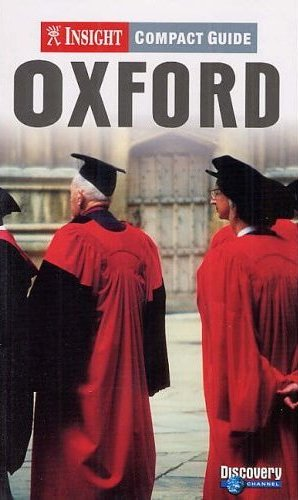 INSIGHT COMPACT GUIDE
OXFORD
Discovery
CHANNEL